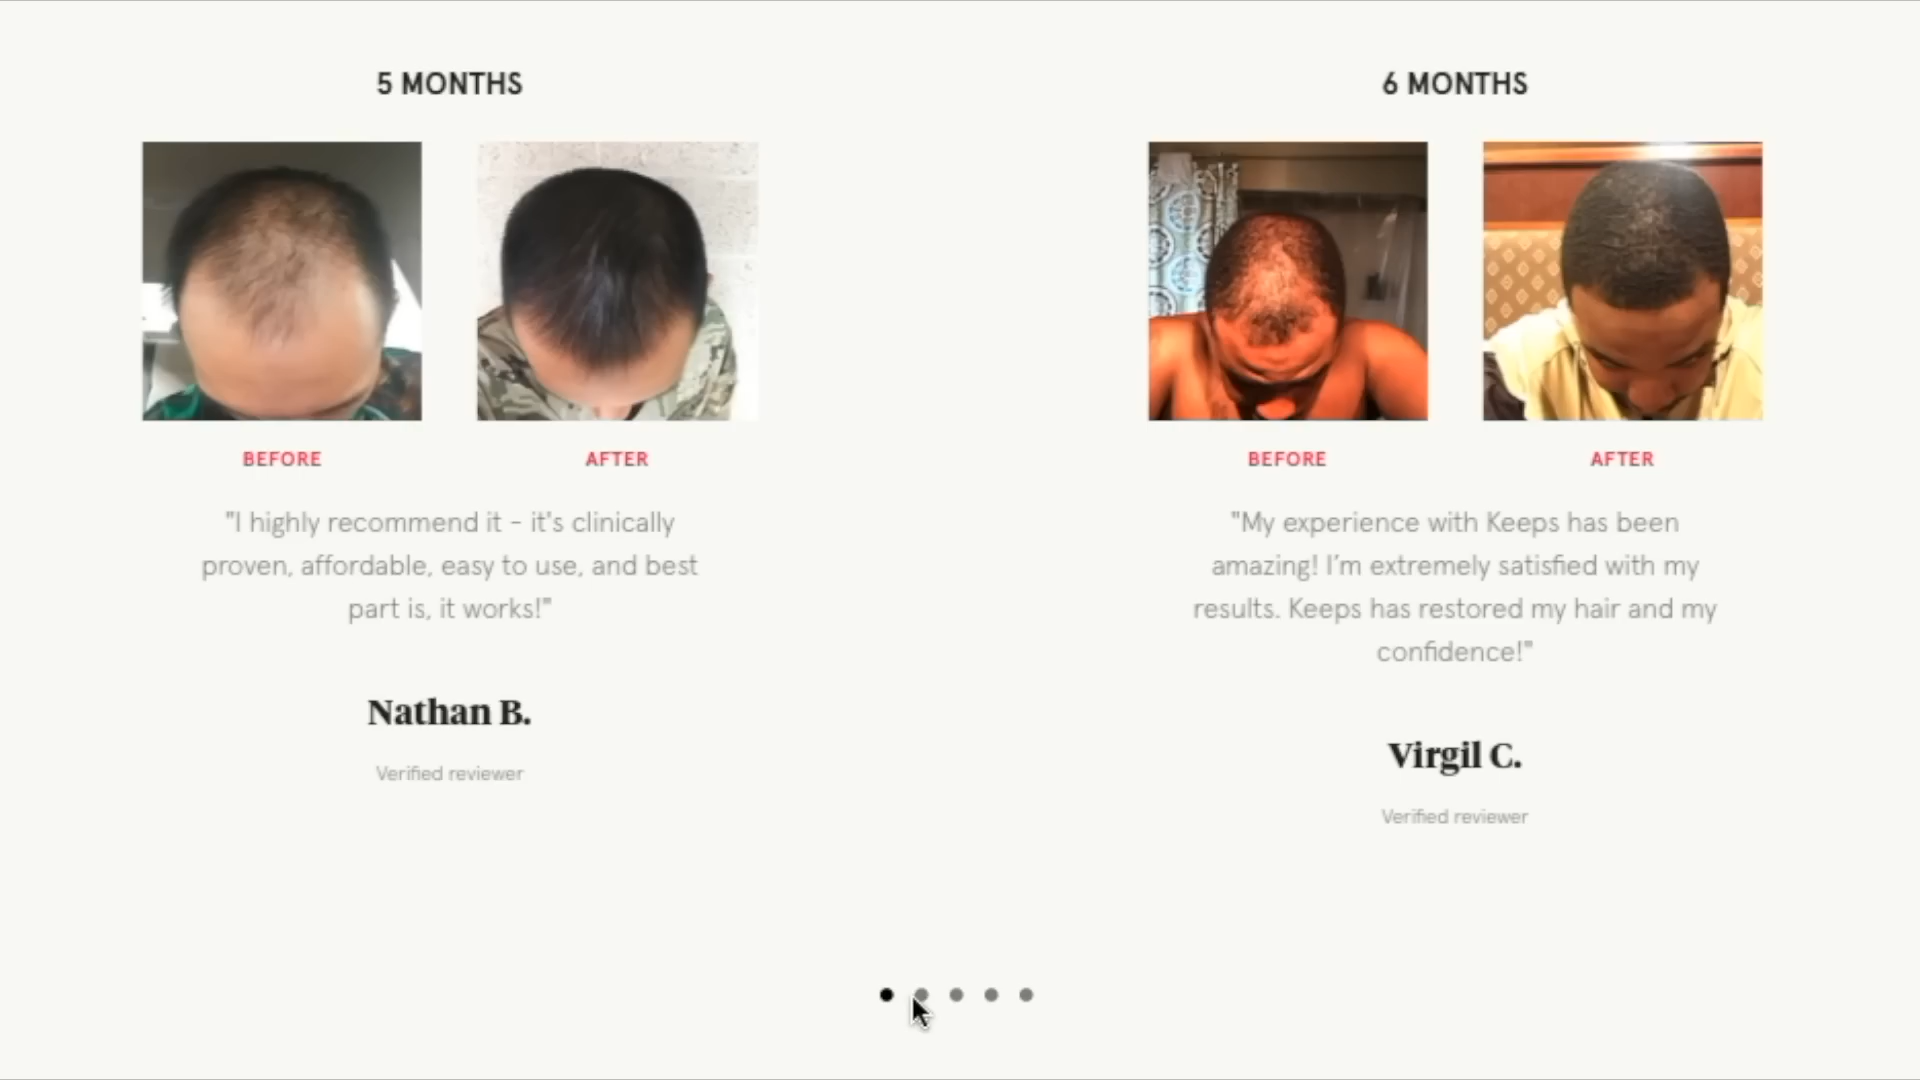 5 MONTHS
BEFORE
AFTER
"I highly recommend it - it's clinically
proven, affordable, easy to use, and best
part is, it works!"
Nathan B.
Verified reviewer
6 MONTHS
BEFORE
AFTER
"My experience with Keeps has been
amazing! I'm extremely satisfied with my
results. Keeps has restored my hair and my
confidence!"
Virgil C.
Verified reviewer